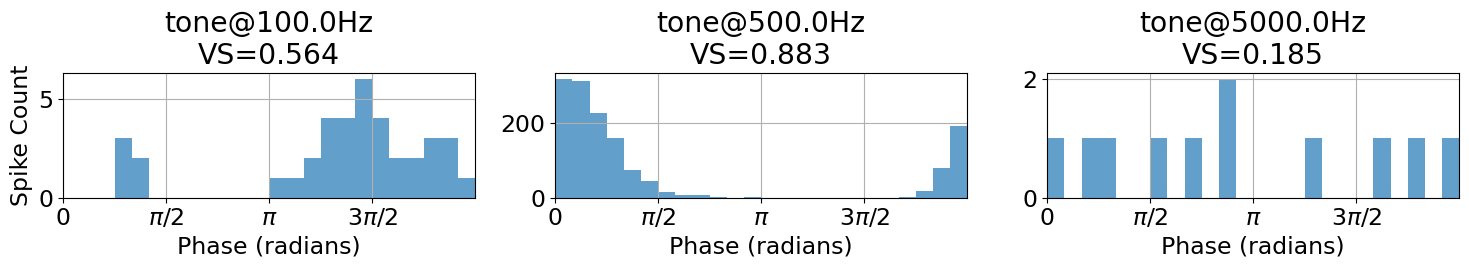 tone@100.0Hz
VS=0.564
Spike Count
5
0
0
π/2
π
3π/2
Phase (radians)
tone@500.0Hz
VS=0.883
200
0
0
π/2
π
3π/2
Phase (radians)
tone@5000.0Hz
VS=0.185
2
0
0
π/2
π
3π/2
Phase (radians)